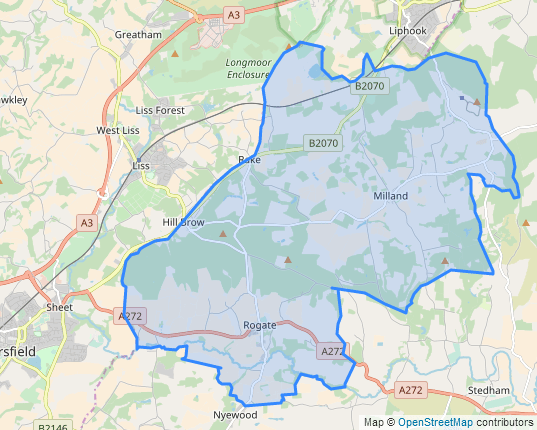 A3
Liphook
Greatham
Longmoor
Enclosure
B2070
wkley
Liss Forest
West Liss
B2070
Rake
Liss
Milland
Hill Brow
A3
Sheet
A272
Rogate
A272
rsfield
A272
Stedham
Nyewood
B2146
Map © OpenStreetMap contributors